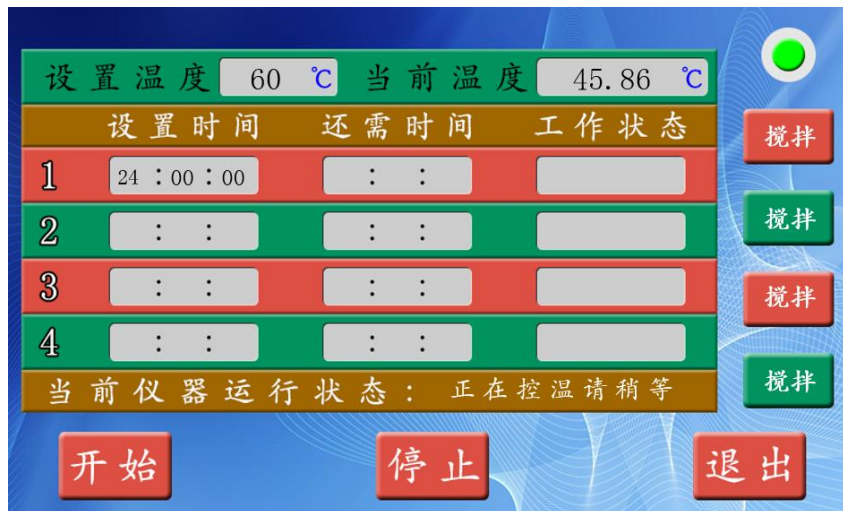 设置温度 60 ℃ 当前温度 45.86 ℃
设置时间 还需时间 工作状态
搅拌
1 24 : 00 : 00 : :
2 : : : :
搅拌
3 : : : :
搅拌
4 : : : :
搅拌
当前仪器运行状态: 正在控温请稍等
开始 停止 退出